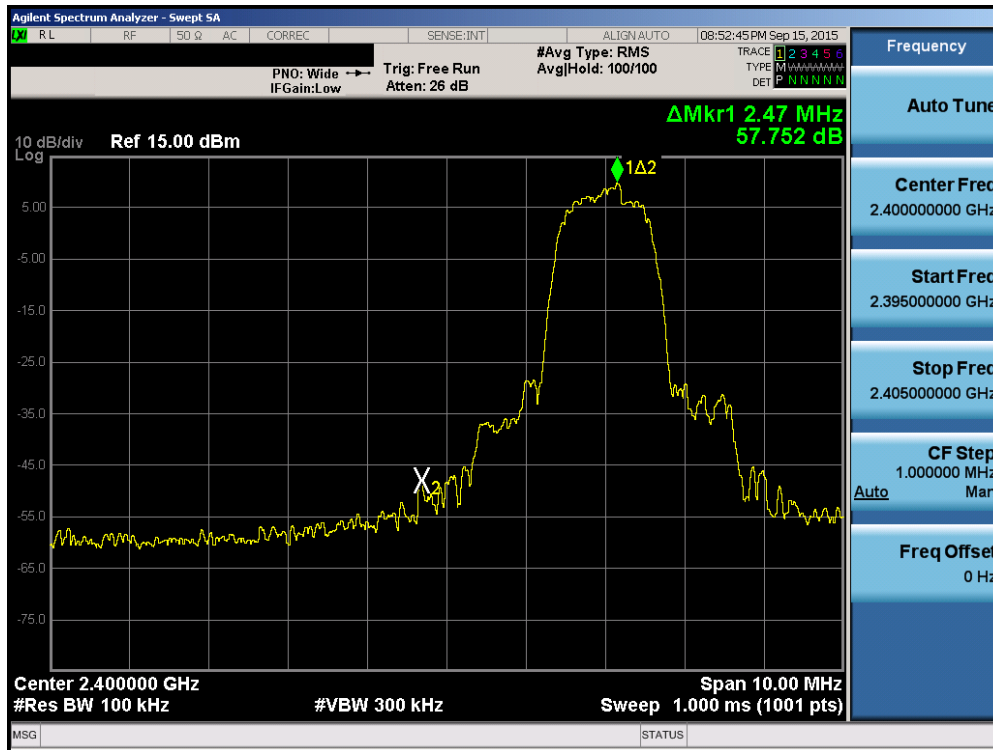 Agilent Spectrum Analyzer - Swept SA
LXI RL RF 50 Ω AC CORREC SENSE:INT ALIGN AUTO 08:52:45 PM Sep 15, 2015
PNO: Wide
IFGain:Low
Trig: Free Run
Atten: 26 dB
#Avg Type: RMS
Avg|Hold: 100/100
TRACE 1 2 3 4 5 6
TYPE M
DET P N N N N N
ΔMkr1 2.47 MHz
57.752 dB
10 dB/div Ref 15.00 dBm
Log
1Δ2
5.00
-5.00
-15.0
-25.0
-35.0
-45.0
X2
-55.0
-65.0
-75.0
Center 2.400000 GHz Span 10.00 MHz
#Res BW 100 kHz #VBW 300 kHz Sweep 1.000 ms (1001 pts)
MSG STATUS
Frequency
Auto Tune
Center Freq
2.400000000 GHz
Start Freq
2.395000000 GHz
Stop Freq
2.405000000 GHz
CF Step
1.000000 MHz
Auto Man
Freq Offset
0 Hz